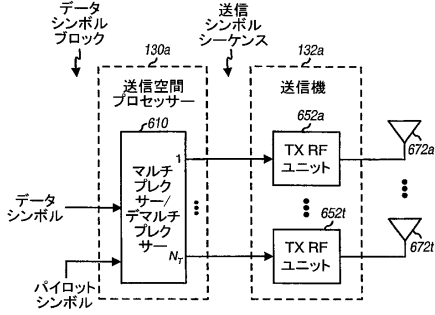 データ
シンボル
ブロック
送信
シンボル
シーケンス
130a
132a
送信空間
プロセッサー
送信機
610
652a
マルチ
プレク
サー/
デマルチ
プレク
サー
1
TX RF
ユニット
672a
データ
シンボル
652t
N_T
TX RF
ユニット
672t
パイロット
シンボル